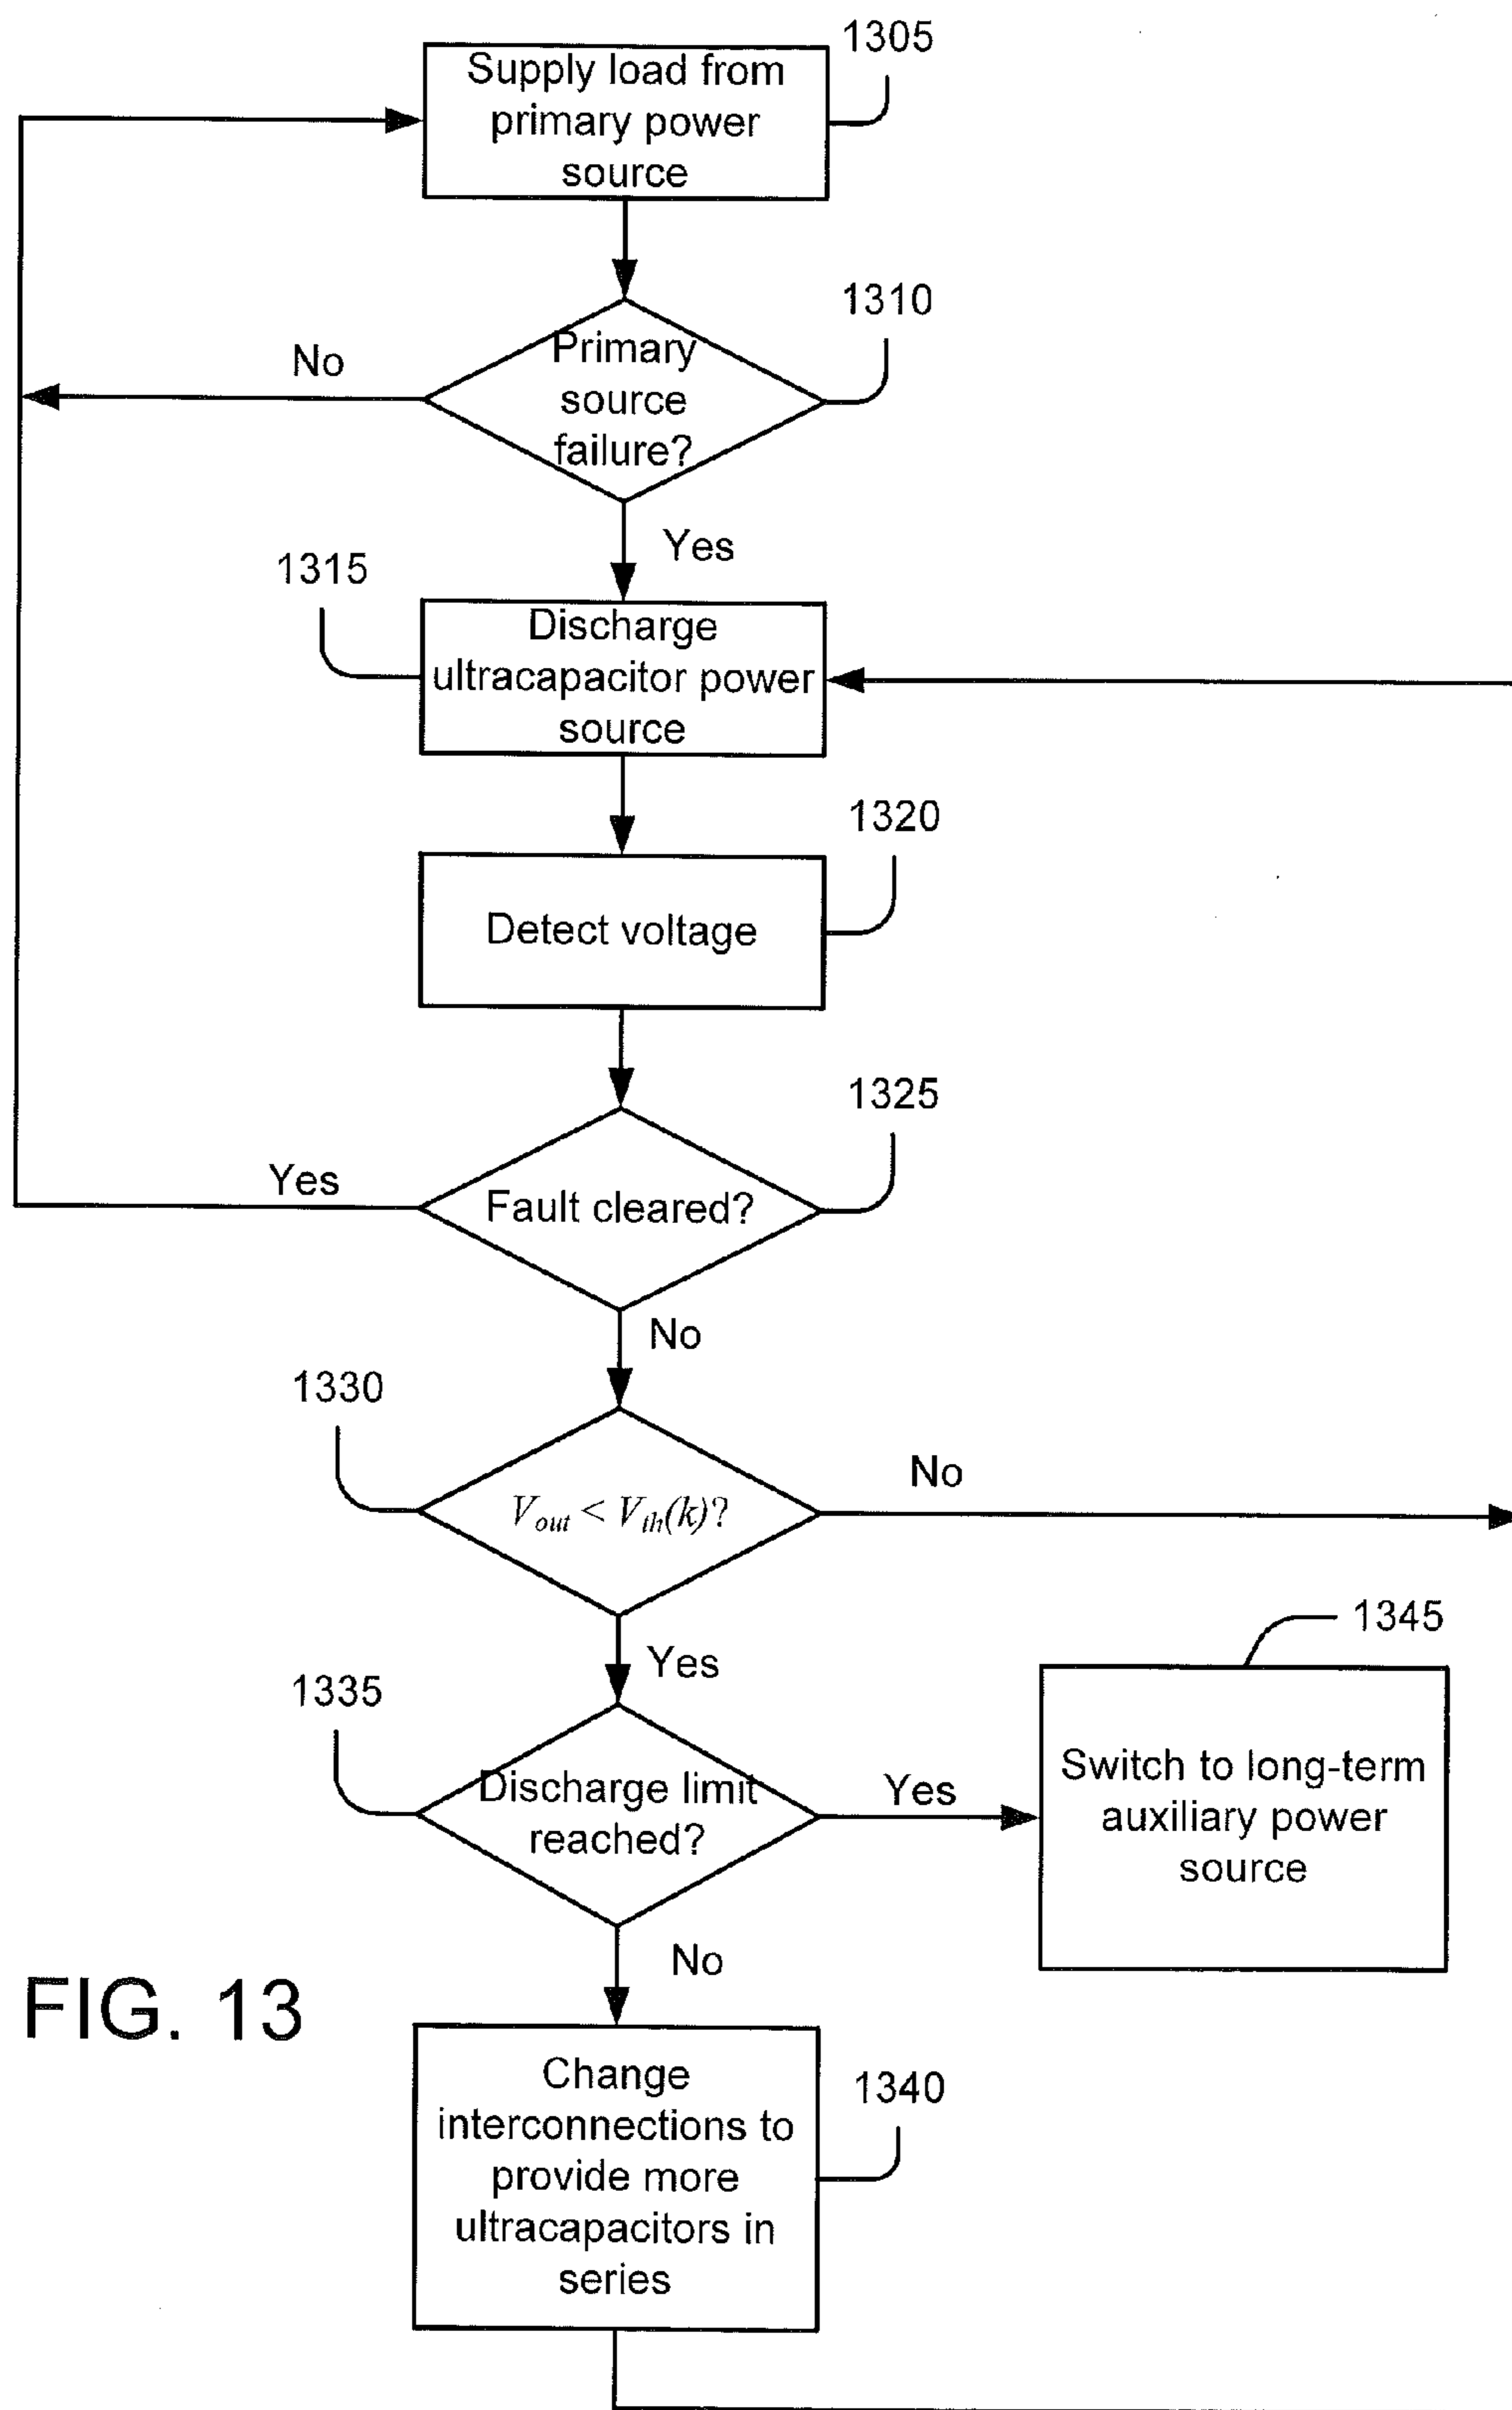 1305
Supply load from
primary power
source
1310
Primary
source
failure?
No
Yes
1315
Discharge
ultracapacitor power
source
1320
Detect voltage
1325
Yes
Fault cleared?
No
1330
No
Vout < Vth(k)?
1345
Yes
1335
Switch to long-term
auxiliary power
source
Discharge limit
reached?
Yes
No
FIG. 13
Change
interconnections to
provide more
ultracapacitors in
series
1340